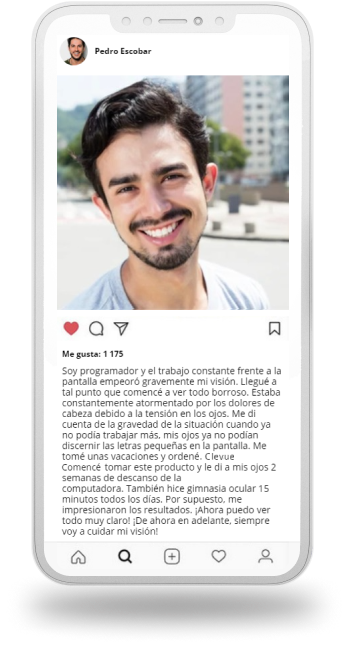 Pedro Escobar
Me gusta: 1 175
Soy programador y el trabajo constante frente a la
pantalla empeoró gravemente mi visión. Llegué a
tal punto que comencé a ver todo borroso. Estaba
constantemente atormentado por los dolores de
cabeza debido a la tensión en los ojos. Me di
cuenta de la gravedad de la situación cuando ya
no podía trabajar más, mis ojos ya no podían
discernir las letras pequeñas en la pantalla. Me
tomé unas vacaciones y ordené. Clevue
Comencé tomar este producto y le di a mis ojos 2
semanas de descanso de la
computadora. También hice gimnasia ocular 15
minutos todos los días. Por supuesto, me
impresionaron los resultados. ¡Ahora puedo ver
todo muy claro! ¡De ahora en adelante, siempre
voy a cuidar mi visión!